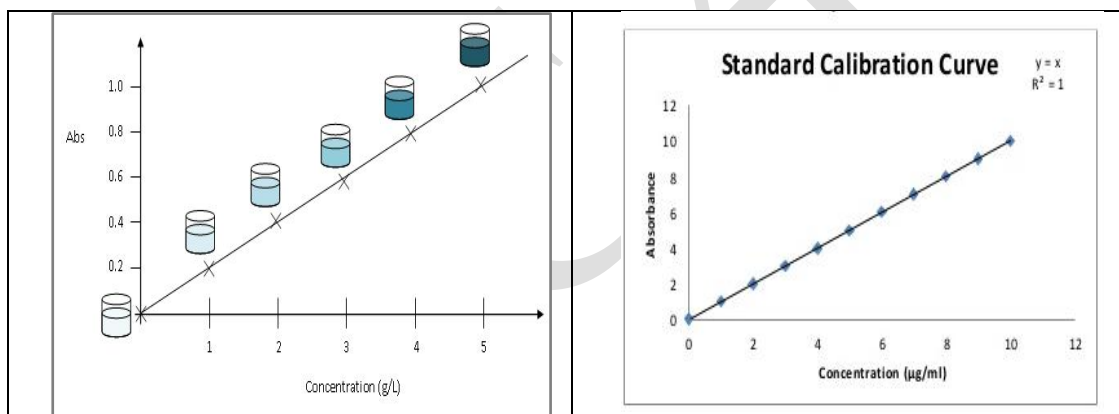 1.0
Abs
0.8
0.6
0.4
0.2
1 2 3 4 5
Concentration (g/L)
Standard Calibration Curve
y = x
R² = 1
12
10
8
6
4
2
0
Absorbance
0 2 4 6 8 10 12
Concentration (µg/ml)